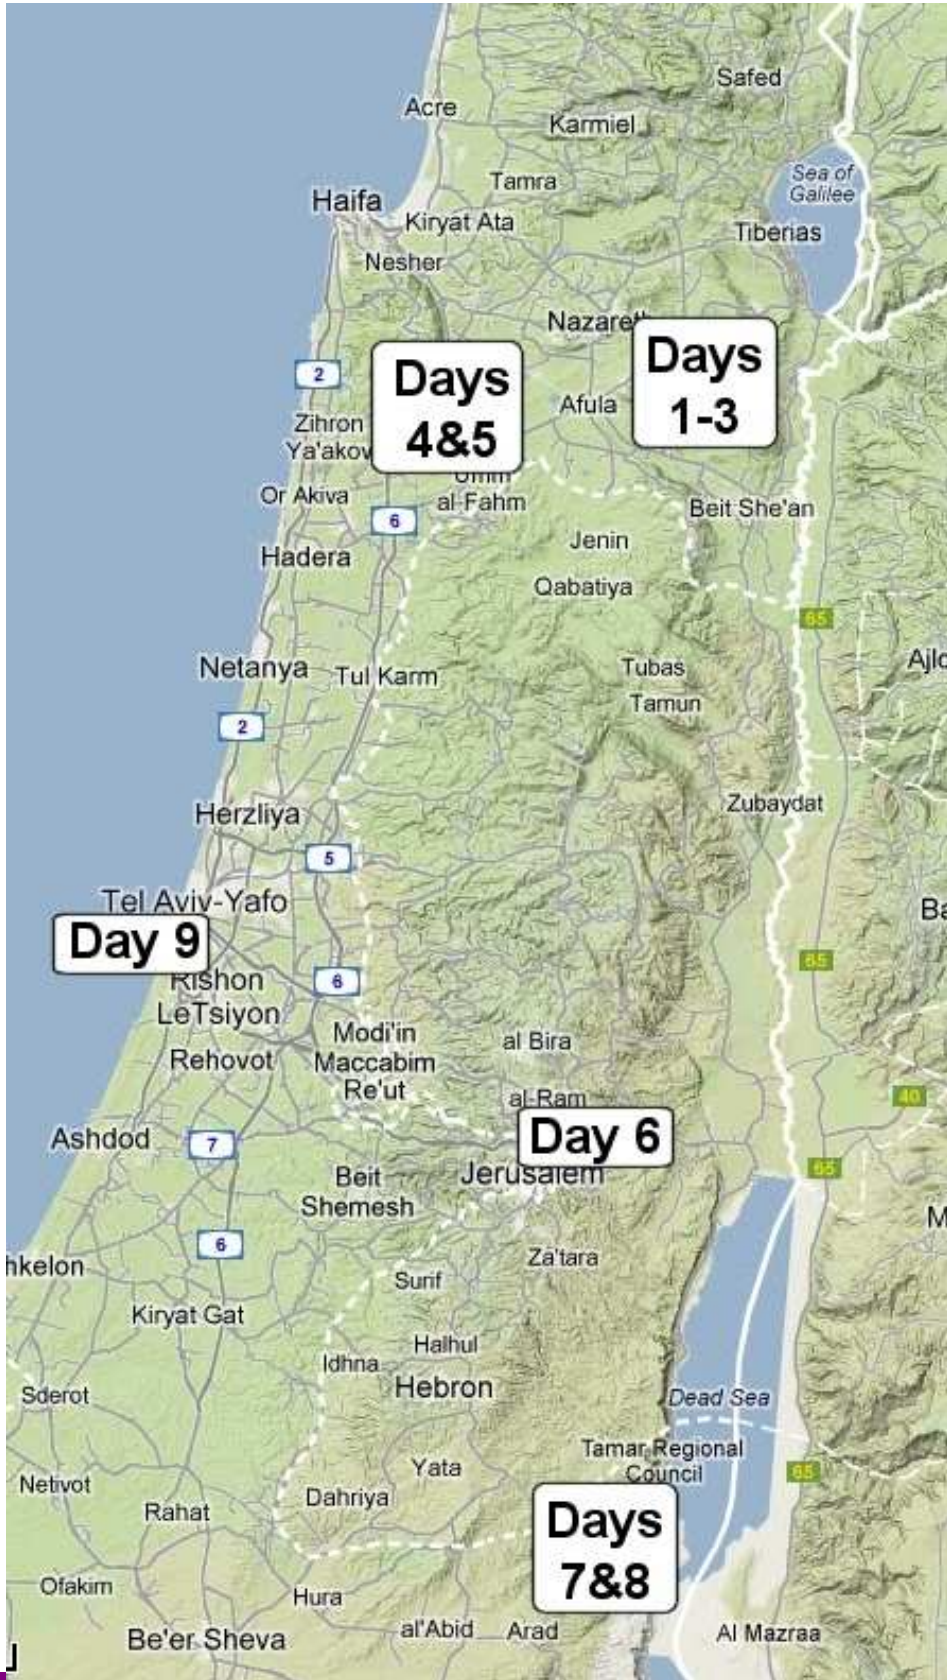 Safed
Acre
Karmiel
Sea of
Galilee
Tamra
Haifa
Kiryat Ata
Tiberias
Nesher
Nazaret
Days
1-3
2
Days
4&5
Afula
Zihron
Ya'akov
Umm
al-Fahm
Or Akiva
6
Beit She'an
Jenin
Hadera
Qabatiya
65
Netanya
Tul Karm
Tubas
Ajlo
Tamun
2
Zubaydat
Herzliya
5
Tel Aviv-Yafo
Ba
Day 9
65
Rishon
LeTsiyon
6
Modi'in
Maccabim
Re'ut
al Bira
Rehovot
al-Ram
40
Ashdod
7
Day 6
65
Jerusalem
Beit
Shemesh
M
6
hkelon
Za'tara
Surif
Kiryat Gat
Halhul
Idhna
Hebron
Sderot
Dead Sea
Tamar Regional
Council
Yata
65
Netivot
Dahriya
Rahat
Days
7&8
Ofakim
Hura
Be'er Sheva
al'Abid
Arad
Al Mazraa